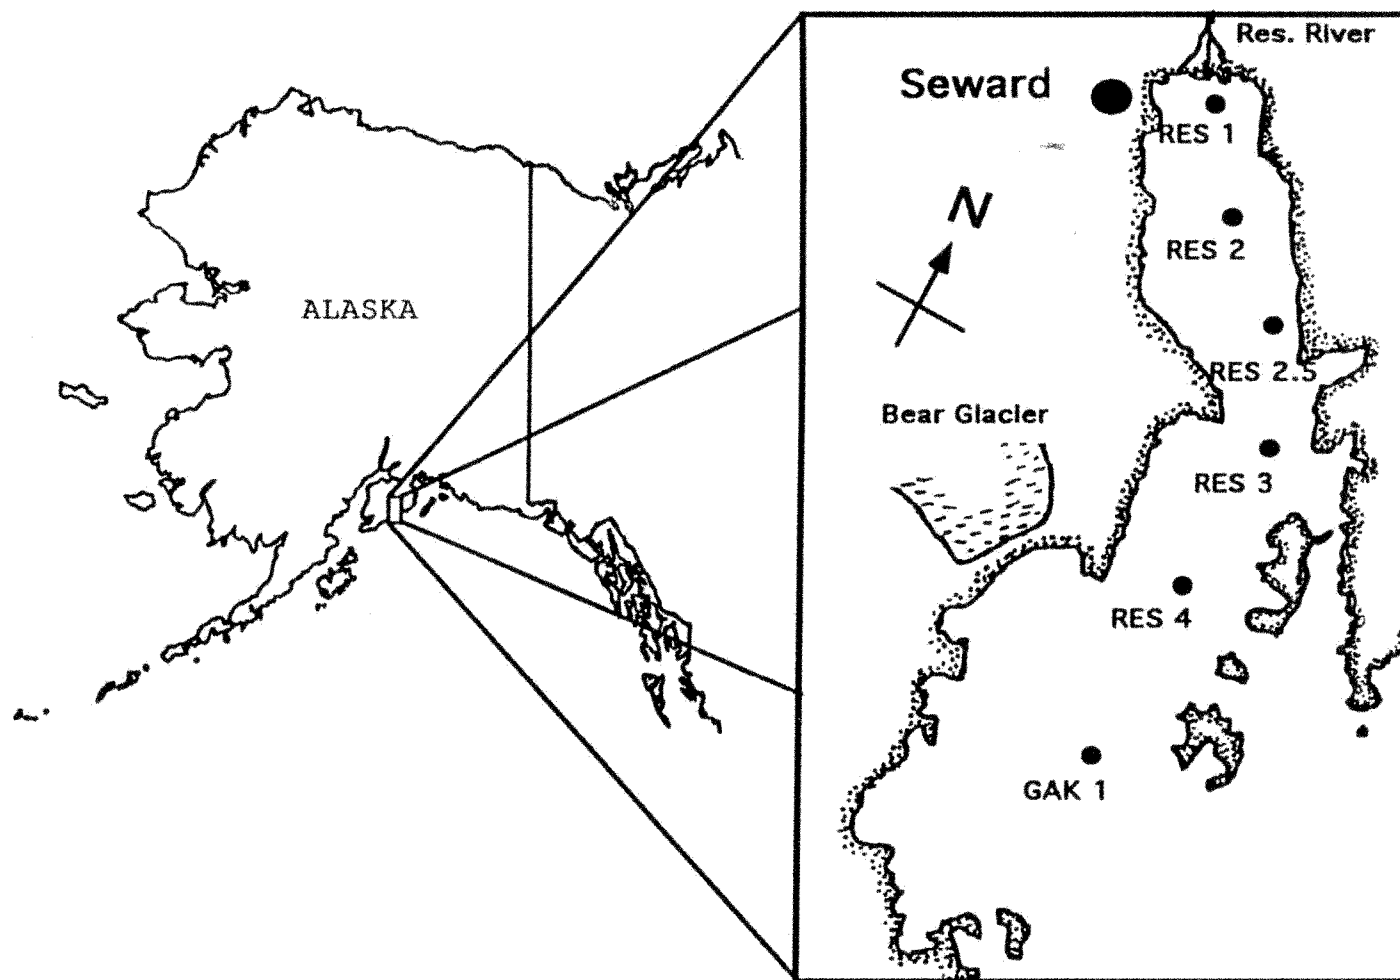 Res. River
Seward
RES 1
N
RES 2
ALASKA
RES 2.5
Bear Glacier
RES 3
RES 4
GAK 1